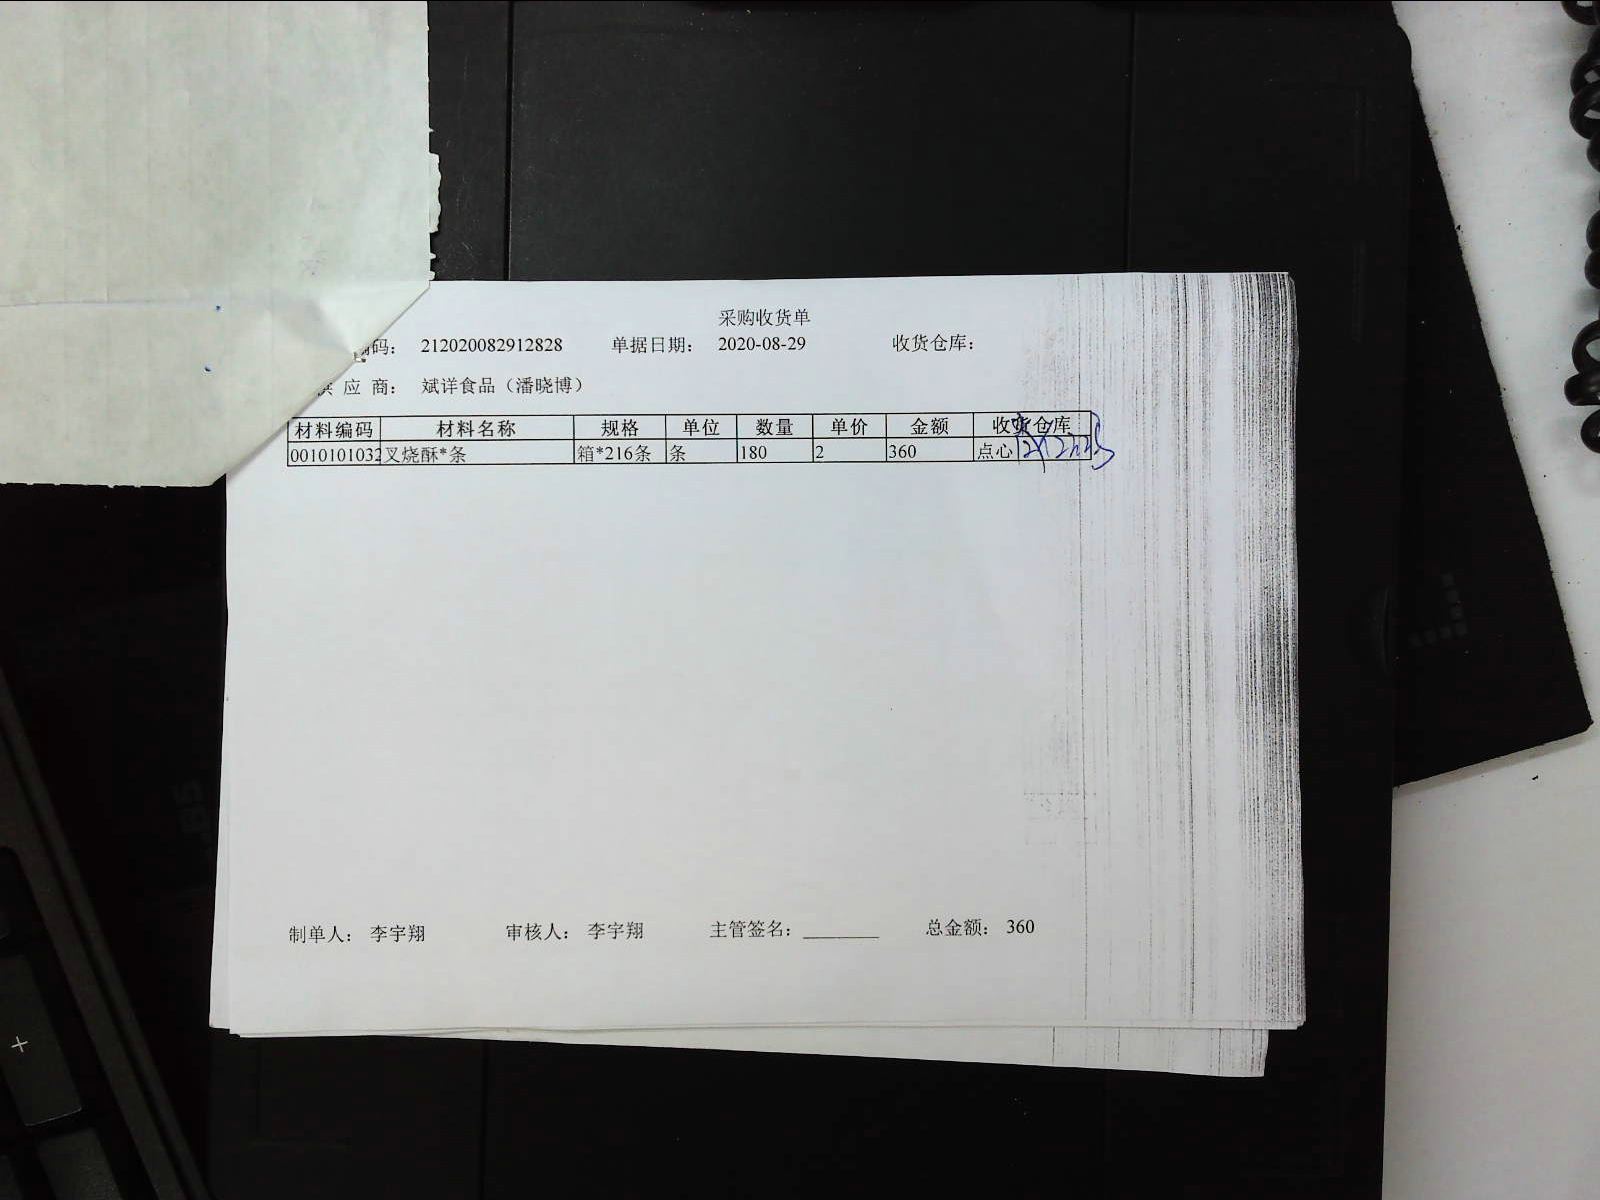 采购收货单
码： 212020082912828 单据日期： 2020-08-29 收货仓库：
应 商： 斌详食品（潘晓博）
材料编码 材料名称 规格 单位 数量 单价 金额 收货仓库
0010101032 叉烧酥*条 箱*216条 条 180 2 360 点心
制单人： 李宇翔 审核人： 李宇翔 主管签名： 总金额： 360
+